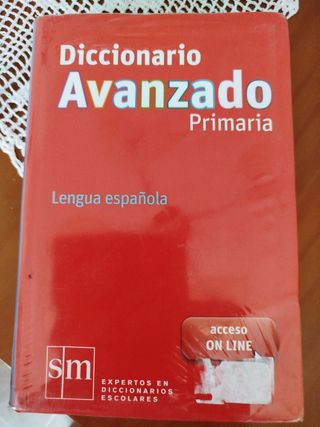 Diccionario
Avanzado
Primaria
Lengua española
acceso
ON LINE
sm
EXPERTOS EN
DICCIONARIOS
ESCOLARES